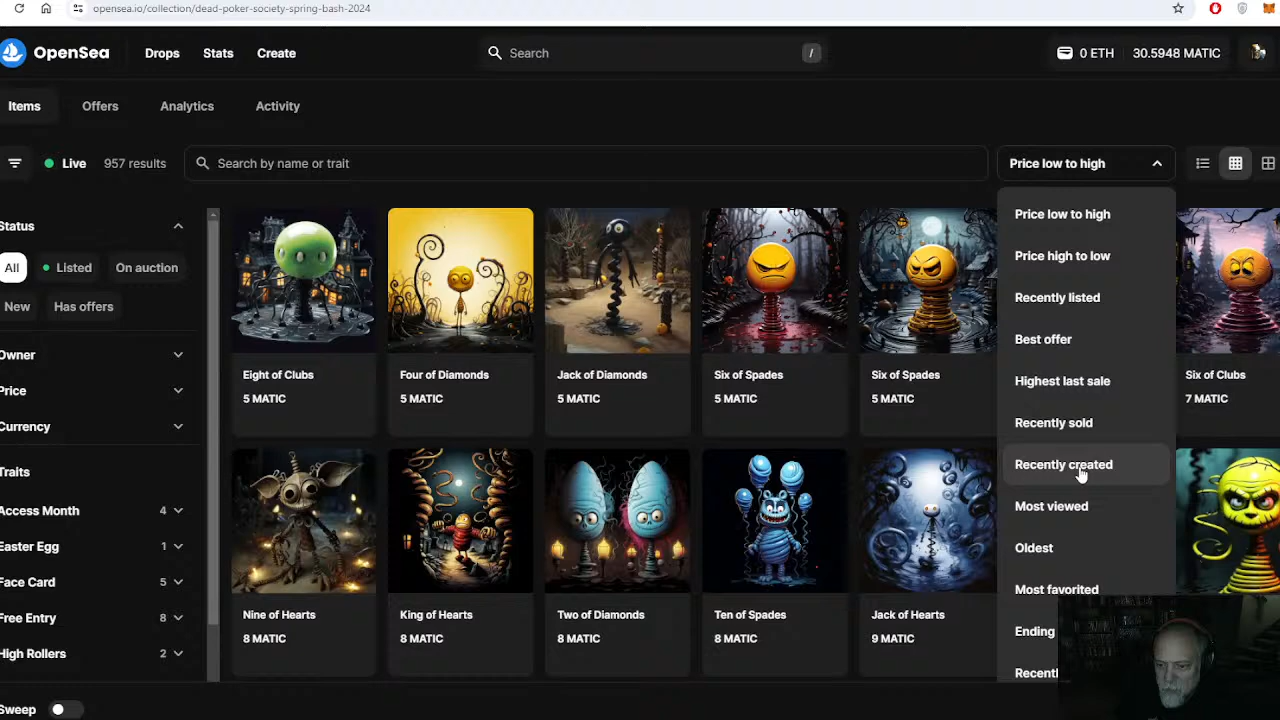 opensea.io/collection/dead-poker-society-spring-bash-2024
OpenSea
Drops
Stats
Create
Search
/
0 ETH
30.5948 MATIC
Items
Offers
Analytics
Activity
Live
957 results
Search by name or trait
Price low to high
Status
All
Listed
On auction
New
Has offers
Owner
Price
Currency
Traits
Access Month
4
Easter Egg
1
Face Card
5
Free Entry
8
High Rollers
2
Sweep
Eight of Clubs
5 MATIC
Four of Diamonds
5 MATIC
Jack of Diamonds
5 MATIC
Six of Spades
5 MATIC
Six of Spades
5 MATIC
Six of Clubs
7 MATIC
Nine of Hearts
8 MATIC
King of Hearts
8 MATIC
Two of Diamonds
8 MATIC
Ten of Spades
8 MATIC
Jack of Hearts
9 MATIC
Price low to high
Price high to low
Recently listed
Best offer
Highest last sale
Recently sold
Recently created
Most viewed
Oldest
Most favorited
Ending
Recent